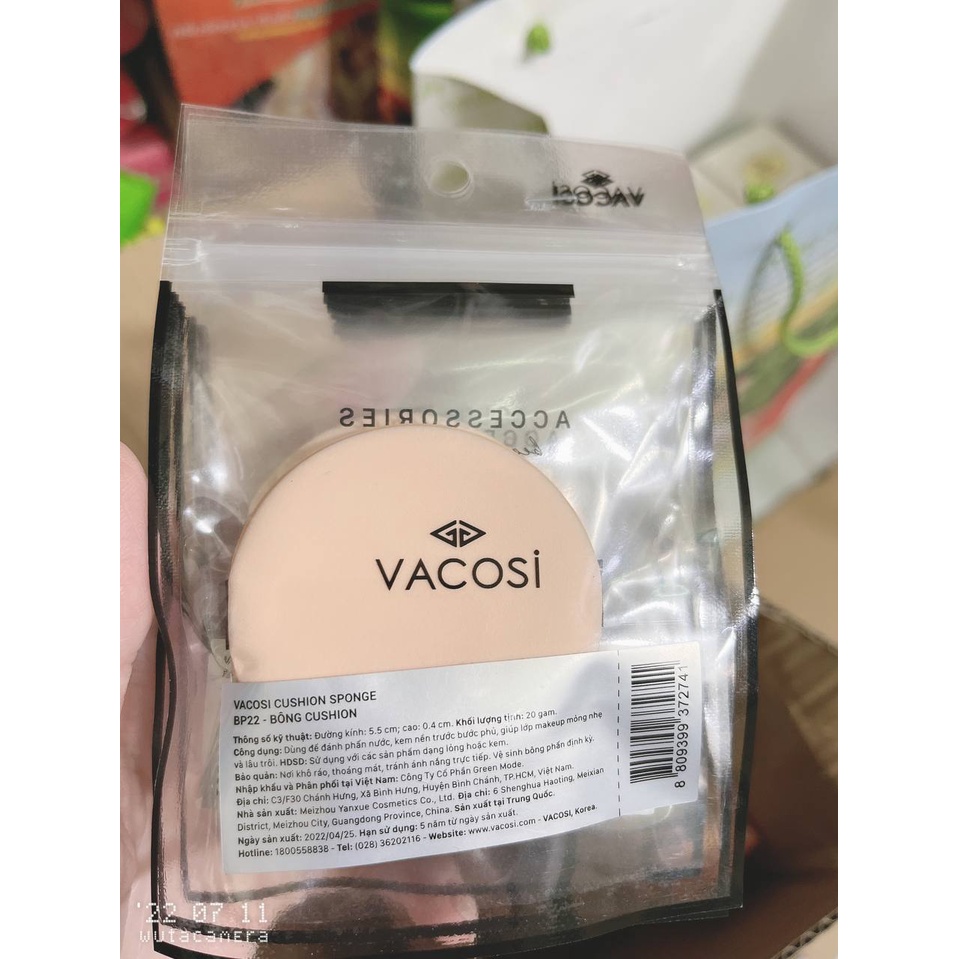 VACOSI
ACCESSORIES
VACOSI
VACOSI CUSHION SPONGE
BP22 - BÔNG CUSHION
Thông số kỹ thuật: Đường kính: 5.5 cm; cao: 0.4 cm. Khối lượng tịnh: 20 gam.
Công dụng: Dùng để đánh phấn nước, kem nền trước bước phủ, giúp lớp makeup mỏng nhẹ
và lâu trôi. HDSD: Sử dụng với các sản phẩm dạng lỏng hoặc kem.
Bảo quản: Nơi khô ráo, thoáng mát, tránh ánh nắng trực tiếp. Vệ sinh bông phấn định kỳ.
Nhập khẩu và Phân phối tại Việt Nam: Công Ty Cổ Phần Green Mode.
Địa chỉ: C3/F30 Chánh Hưng, Xã Bình Hưng, Huyện Bình Chánh, TP.HCM, Việt Nam.
Nhà sản xuất: Meizhou Yanxue Cosmetics Co., Ltd. Địa chỉ: 6 Shenghua Haoting, Meixian
District, Meizhou City, Guangdong Province, China. Sản xuất tại Trung Quốc.
Ngày sản xuất: 2022/04/25. Hạn sử dụng: 5 năm từ ngày sản xuất.
Hotline: 1800558838 - Tel: (028) 36202116 - Website: www.vacosi.com - VACOSI, Korea.
8 809399 372741
'22 07 11
wutacamera